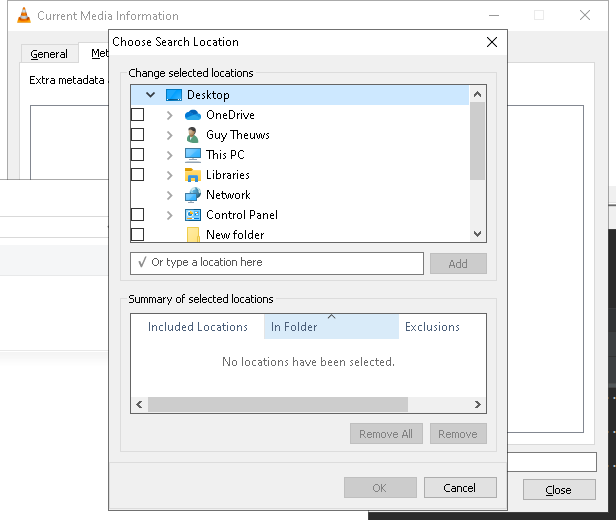 Current Media Information
Choose Search Location
General
Met
Extra metadata a
Change selected locations
Desktop
OneDrive
Guy Theuws
This PC
Libraries
Network
Control Panel
New folder
√ Or type a location here
Add
Summary of selected locations
Included Locations In Folder Exclusions
No locations have been selected.
Remove All Remove
OK Cancel
Close